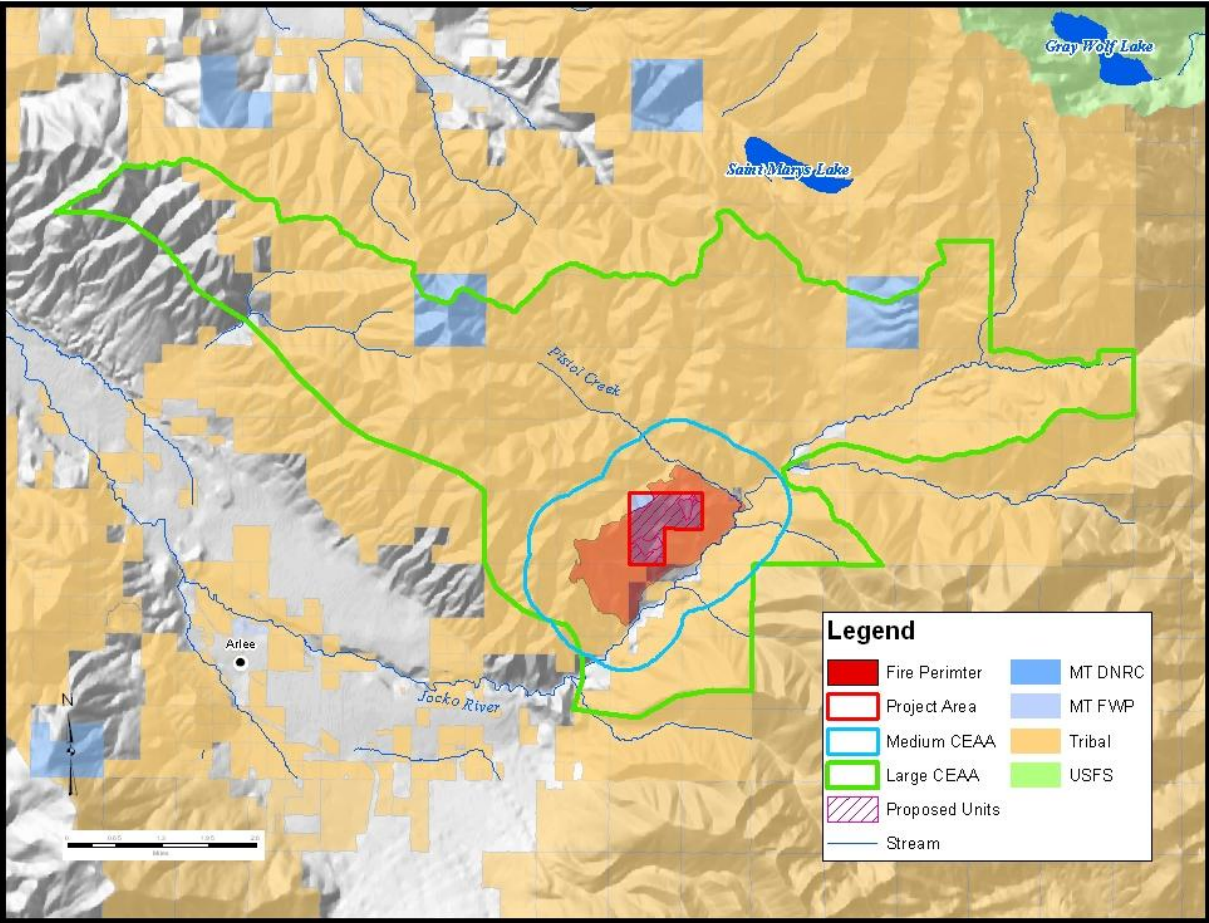 Gray Wolf Lake
Saint Marys Lake
Pistol Creek
Arlee
Jocko River
N
Miles
Legend
Fire Perimter
Project Area
Medium CEAA
Large CEAA
Proposed Units
Stream
MT DNRC
MT FWP
Tribal
USFS